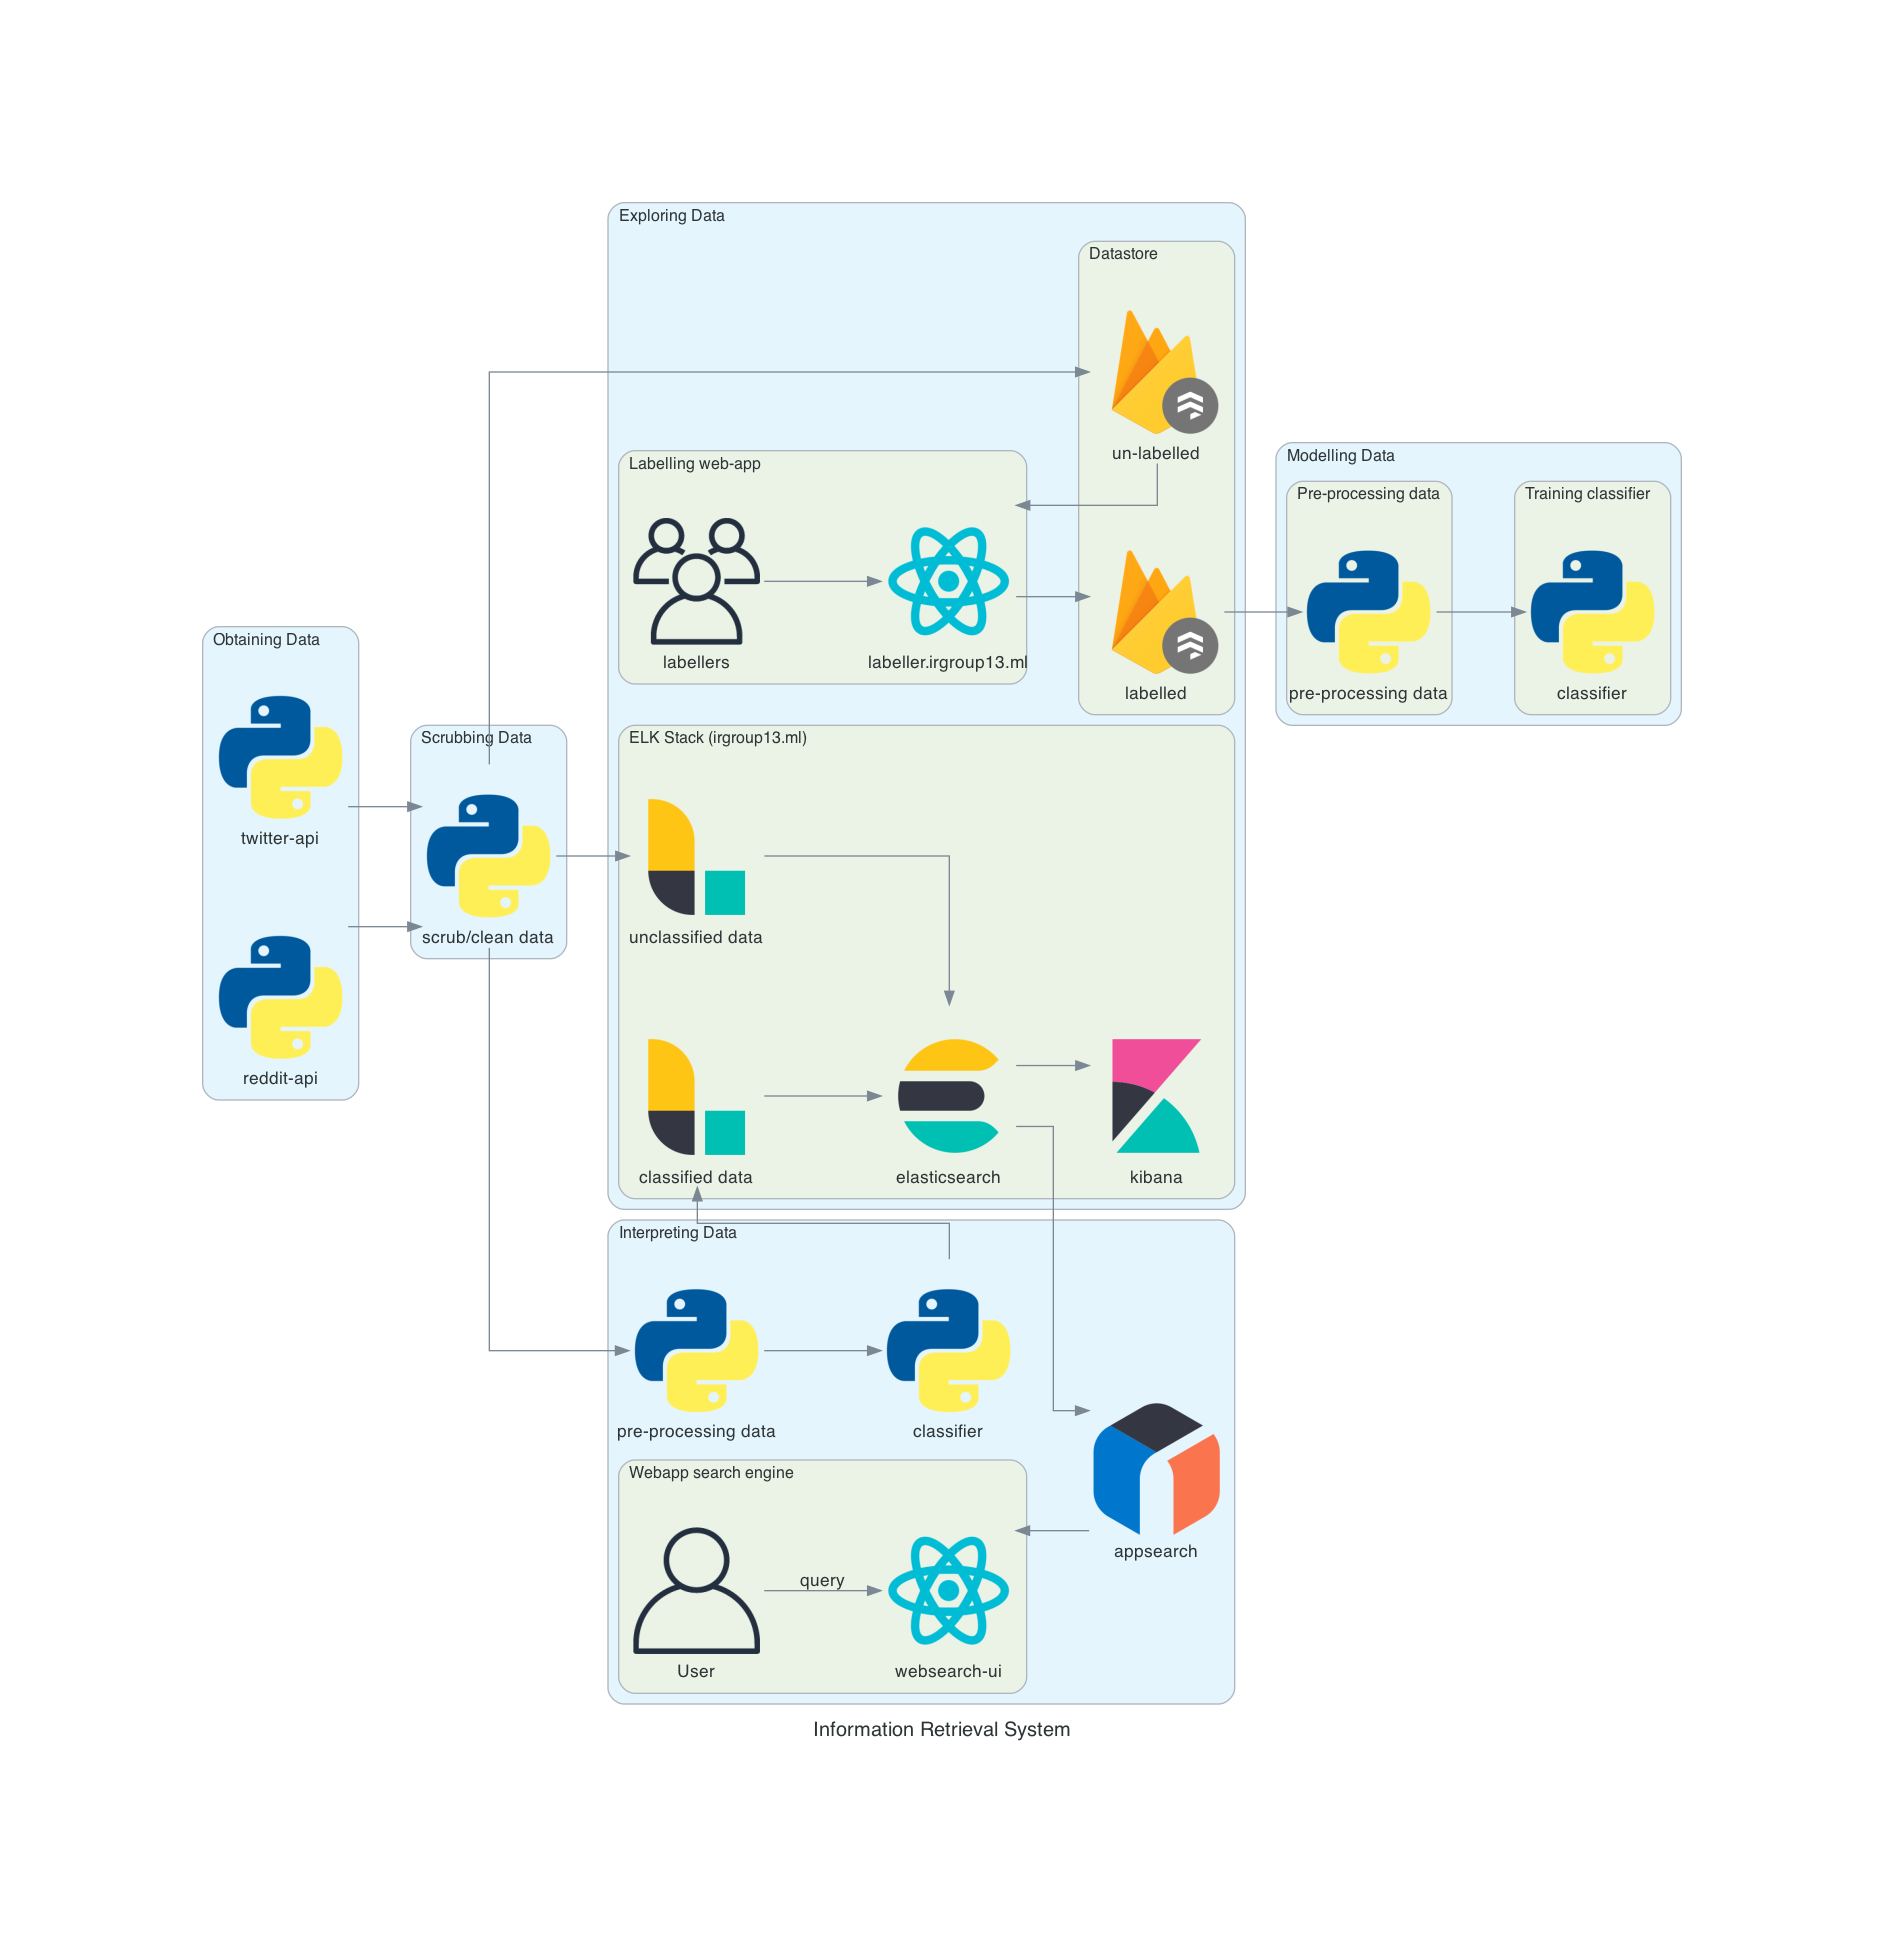 Exploring Data
Datastore
un-labelled
Labelling web-app
labellers
labeller.irgroup13.ml
labelled
Modelling Data
Pre-processing data
pre-processing data
Training classifier
classifier
Obtaining Data
twitter-api
reddit-api
Scrubbing Data
scrub/clean data
ELK Stack (irgroup13.ml)
unclassified data
classified data
elasticsearch
kibana
Interpreting Data
pre-processing data
classifier
appsearch
Webapp search engine
query
User
websearch-ui
Information Retrieval System